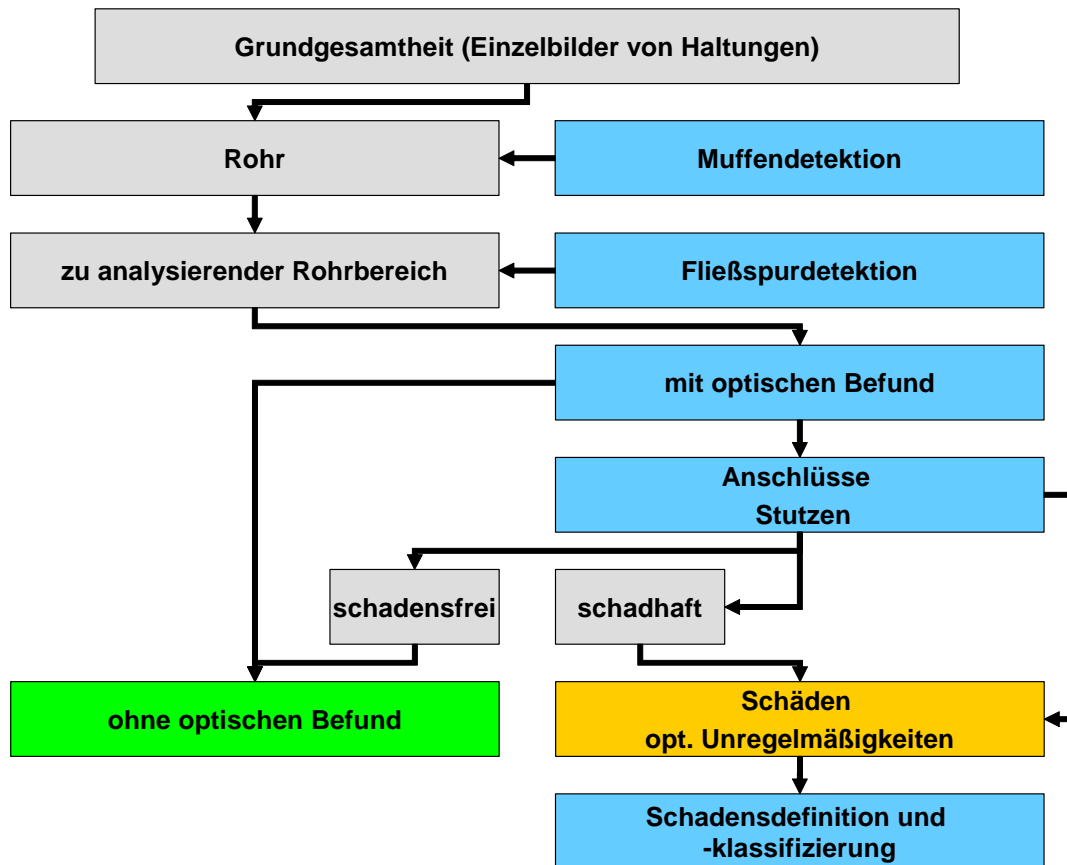 Grundgesamtheit (Einzelbilder von Haltungen)
Rohr
Muffendetektion
zu analysierender Rohrbereich
Fließspurdetektion
mit optischen Befund
Anschlüsse
Stutzen
schadensfrei
schadhaft
ohne optischen Befund
Schäden
opt. Unregelmäßigkeiten
Schadensdefinition und
-klassifizierung